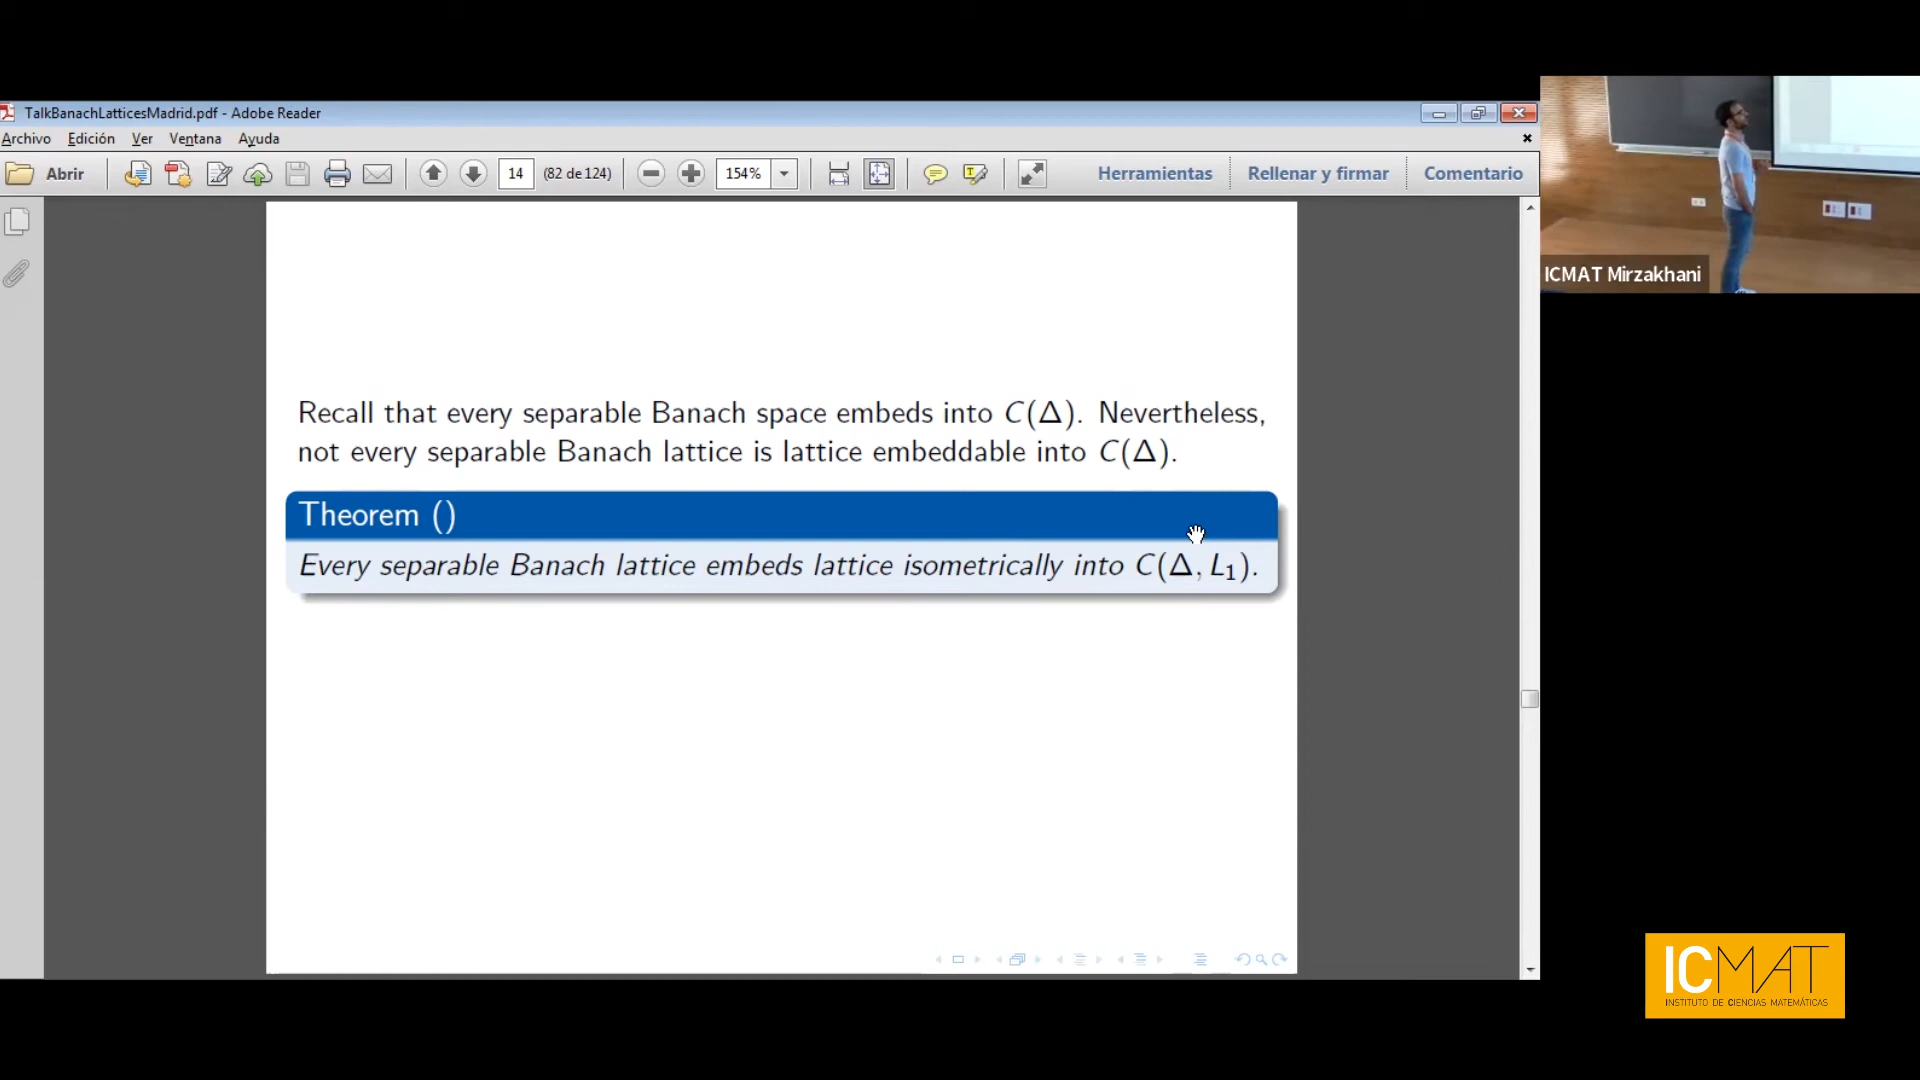 TalkBanachLatticesMadrid.pdf - Adobe Reader
Archivo Edición Ver Ventana Ayuda
Abrir 14 (82 de 124) 154% Herramientas Rellenar y firmar Comentario
Recall that every separable Banach space embeds into C(Δ). Nevertheless,
not every separable Banach lattice is lattice embeddable into C(Δ).
Theorem ()
Every separable Banach lattice embeds lattice isometrically into C(Δ, L₁).
ICMAT Mirzakhani
ICMAT
INSTITUTO DE CIENCIAS MATEMÁTICAS